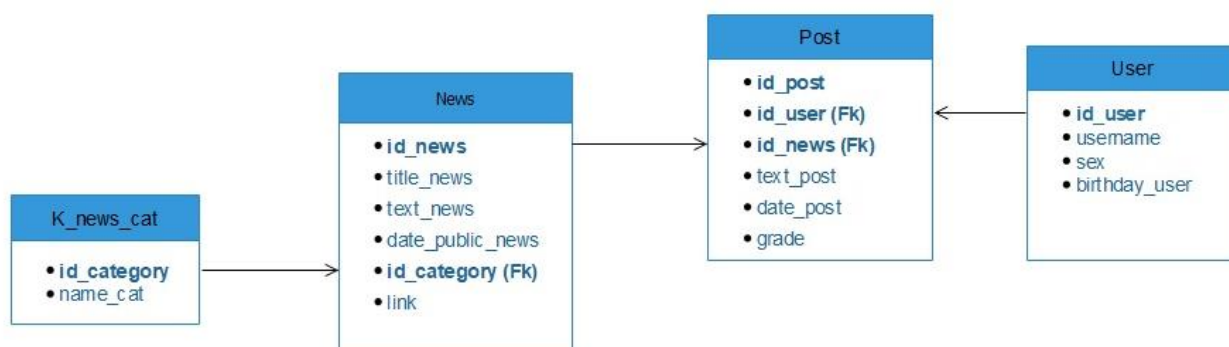 K_news_cat
id_category
name_cat
News
id_news
title_news
text_news
date_public_news
id_category (Fk)
link
Post
id_post
id_user (Fk)
id_news (Fk)
text_post
date_post
grade
User
id_user
username
sex
birthday_user